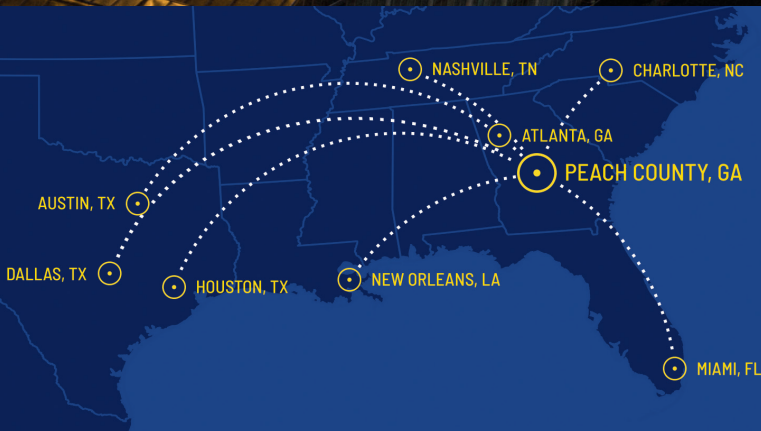 NASHVILLE, TN
CHARLOTTE, NC
ATLANTA, GA
PEACH COUNTY, GA
AUSTIN, TX
DALLAS, TX
HOUSTON, TX
NEW ORLEANS, LA
MIAMI, FL